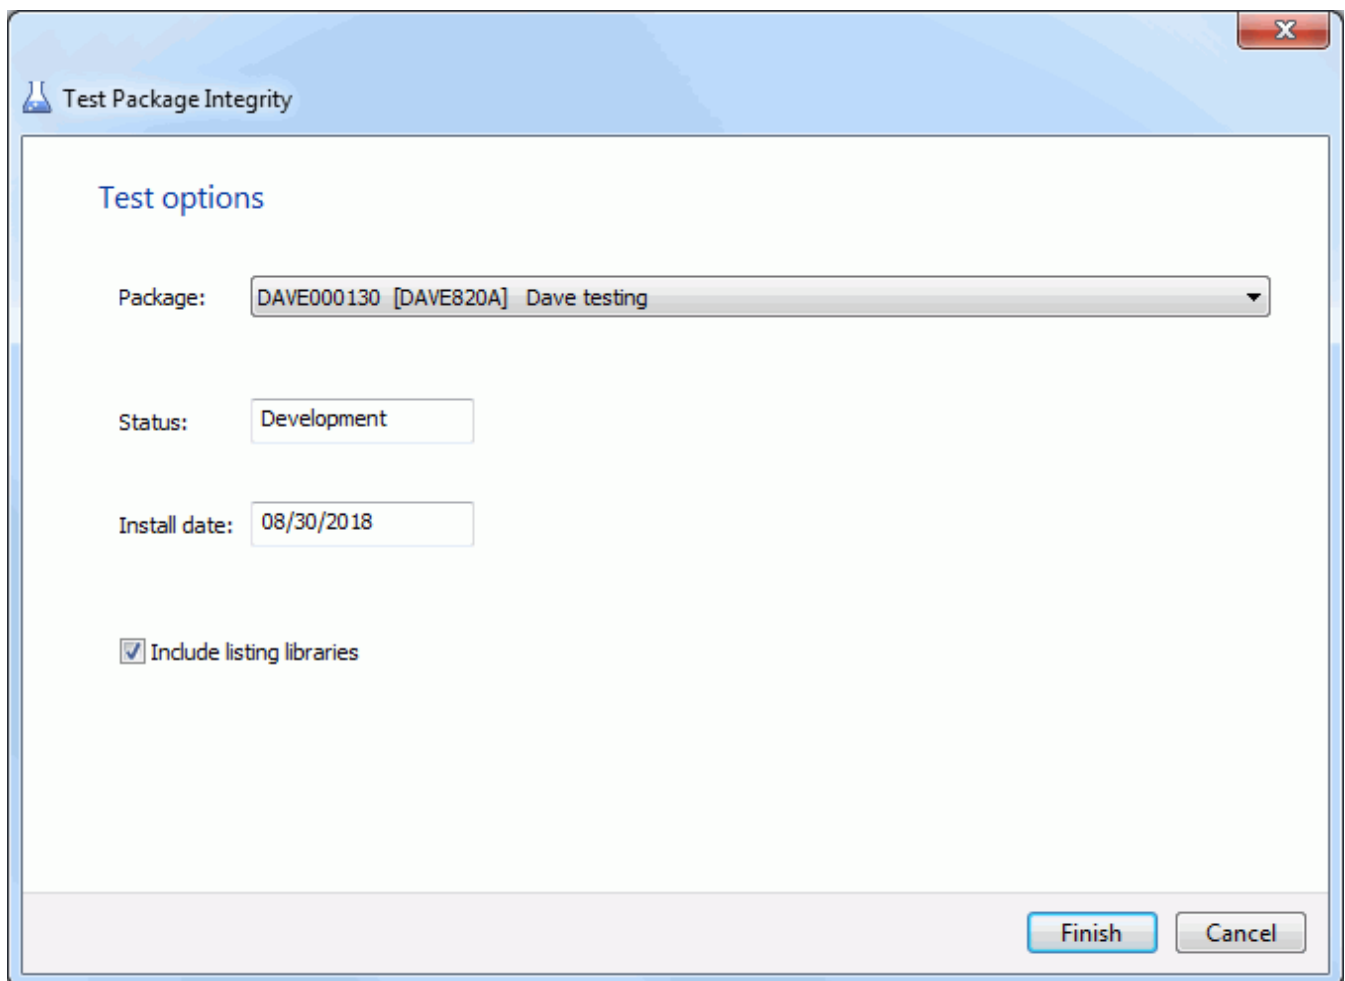 Test Package Integrity
Test options
Package: DAVE000130 [DAVE820A] Dave testing
Status: Development
Install date: 08/30/2018
Include listing libraries
Finish Cancel